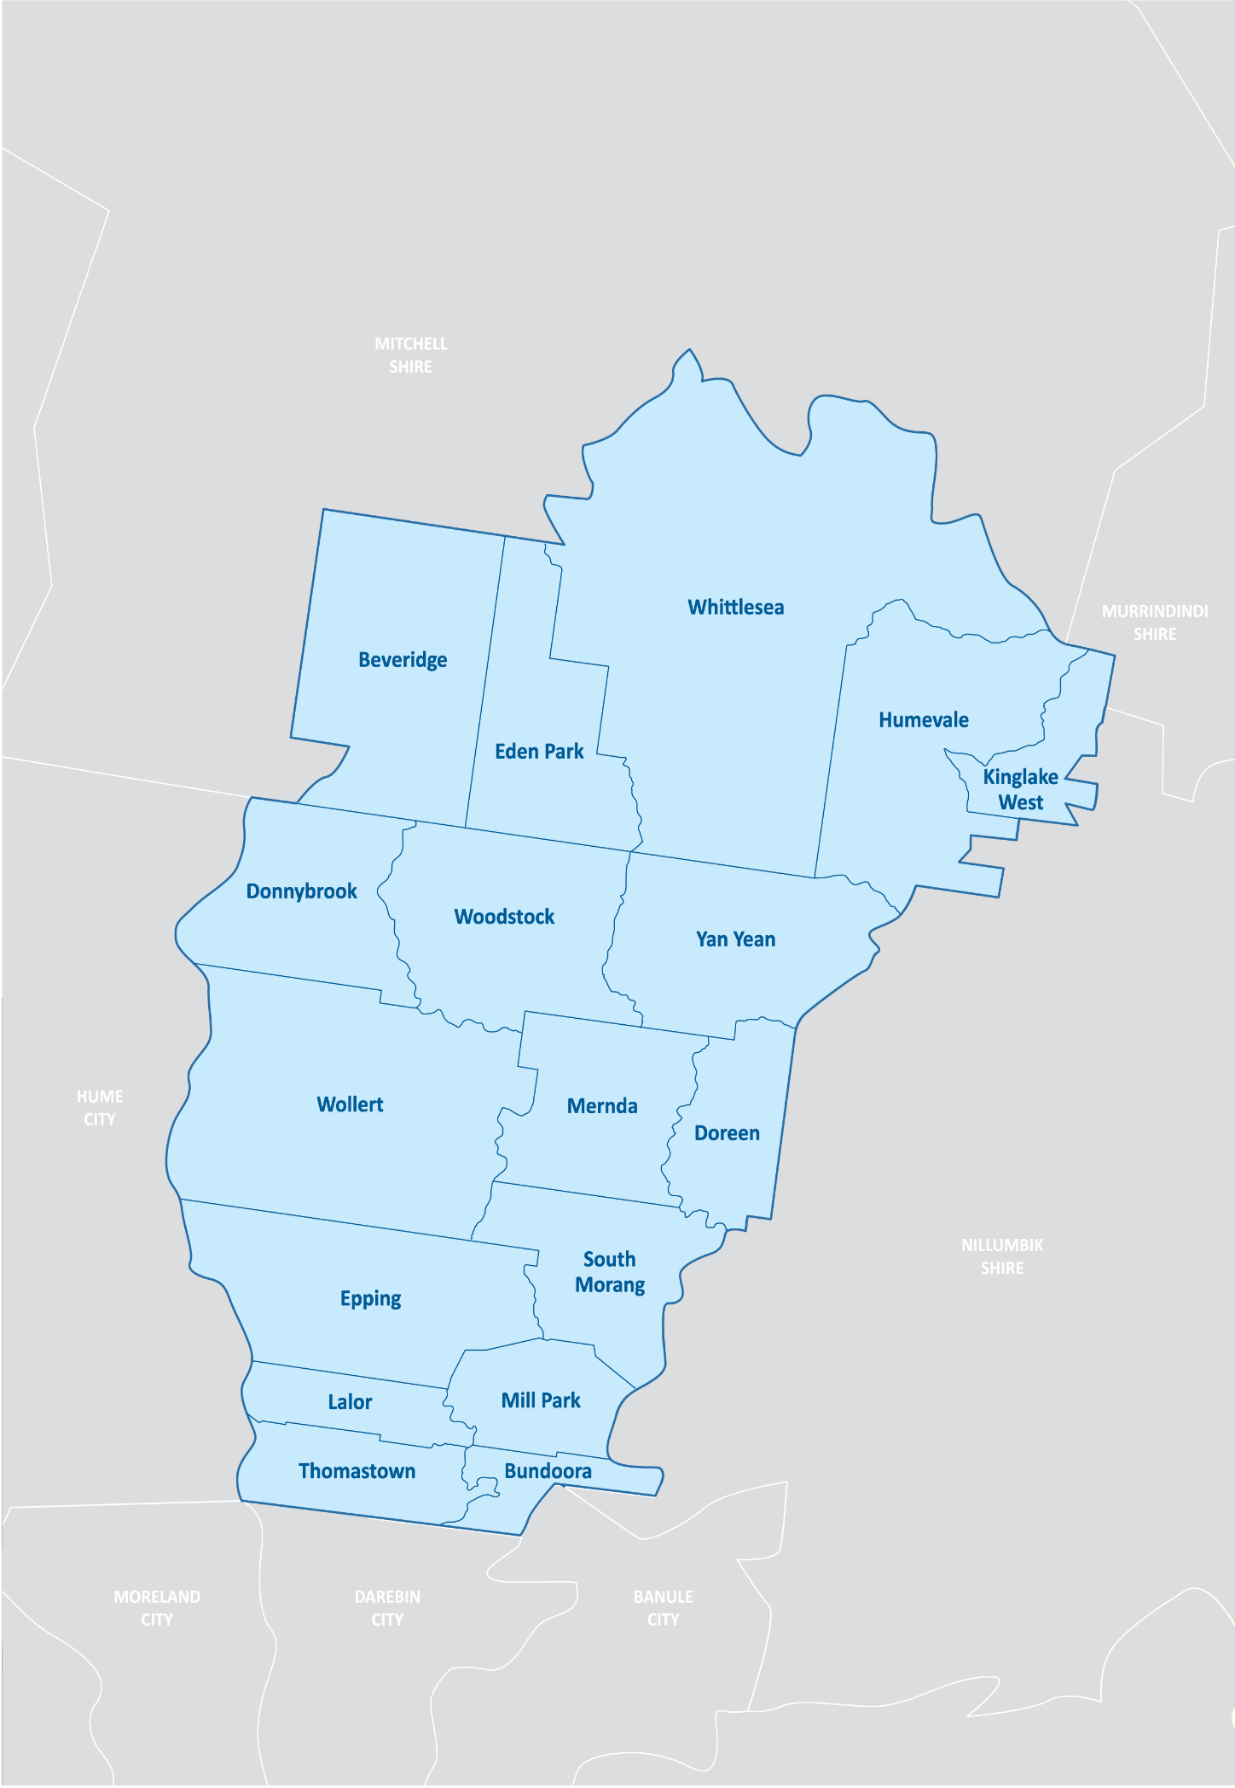 MITCHELL
SHIRE
Whittlesea
MURRINDINDI
SHIRE
Beveridge
Humevale
Eden Park
Kinglake
West
Donnybrook
Woodstock
Yan Yean
HUME
CITY
Wollert
Mernda
Doreen
NILLUMBIK
SHIRE
South
Morang
Epping
Lalor
Mill Park
Thomastown
Bundoora
MORELAND
CITY
DAREBIN
CITY
BANULE
CITY